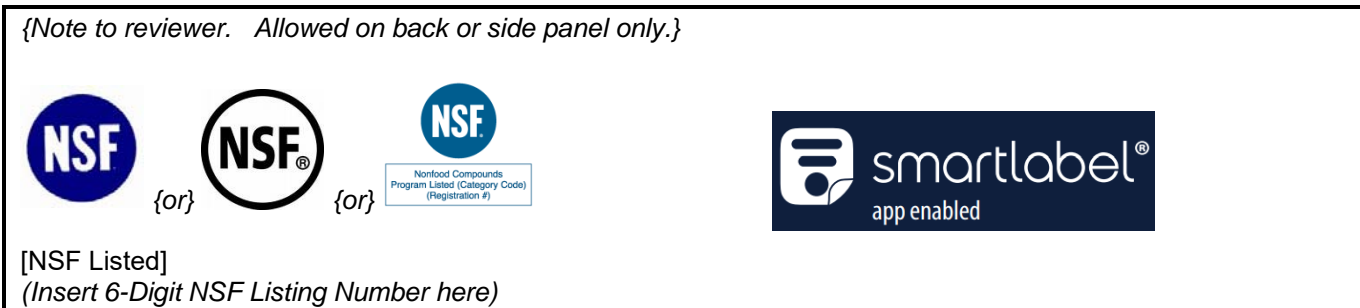 {Note to reviewer. Allowed on back or side panel only.}
NSF
{or}
NSF®
{or}
NSF
Nonfood Compounds
Program Listed (Category Code)
(Registration #)
smartlabel®
app enabled
[NSF Listed]
(Insert 6-Digit NSF Listing Number here)